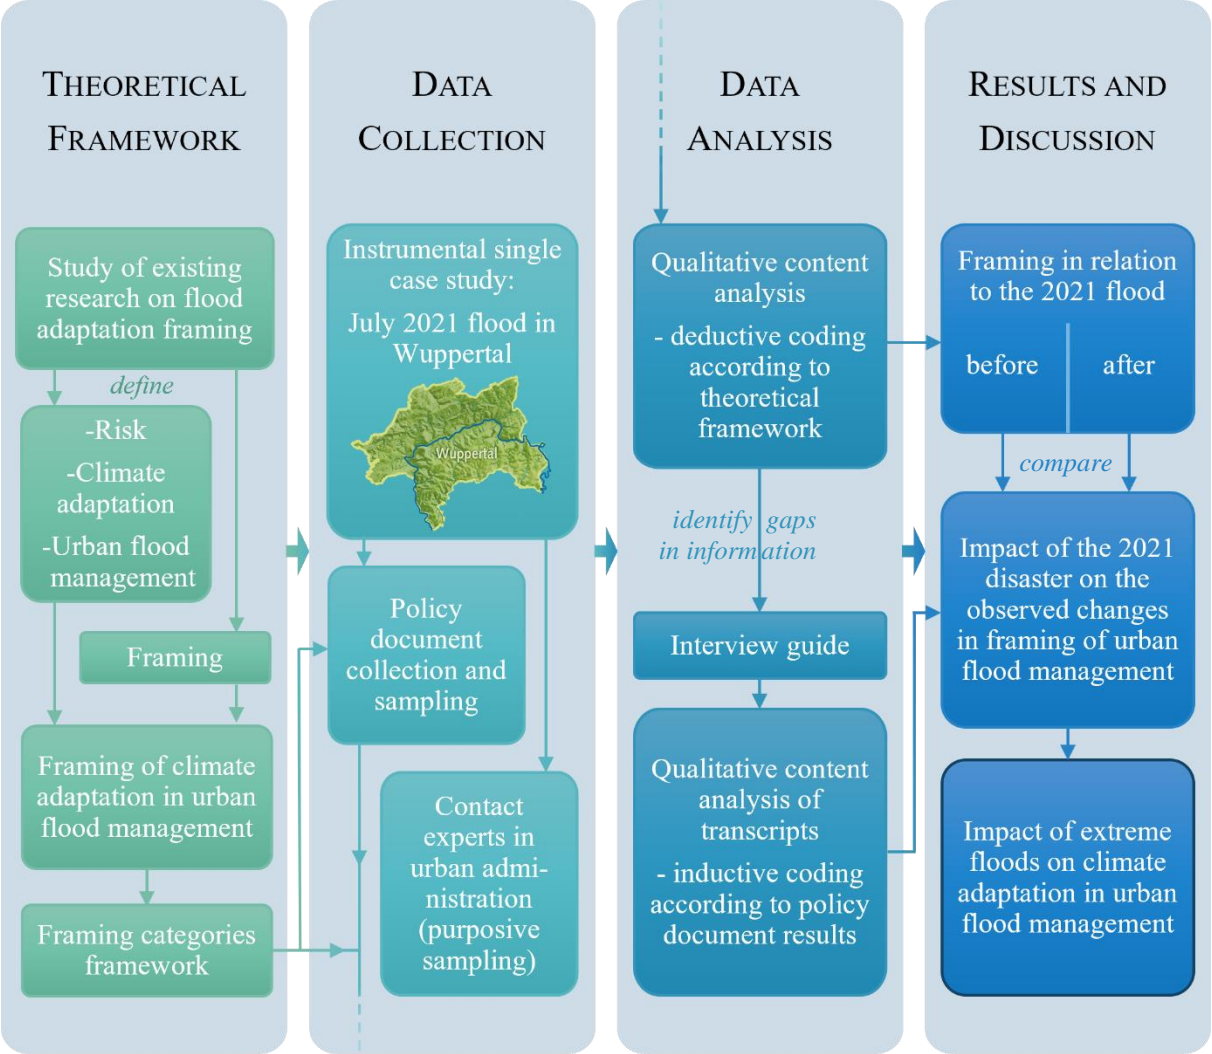 THEORETICAL
FRAMEWORK
Study of existing
research on flood
adaptation framing
define
-Risk
-Climate
adaptation
-Urban flood
management
Framing
Framing of climate
adaptation in urban
flood management
Framing categories
framework
DATA
COLLECTION
Instrumental single
case study:
July 2021 flood in
Wuppertal
Wuppertal
Policy
document
collection and
sampling
Contact
experts in
urban admi-
nistration
(purposive
sampling)
DATA
ANALYSIS
Qualitative content
analysis
- deductive coding
according to
theoretical
framework
identify gaps
in information
Interview guide
Qualitative content
analysis of
transcripts
- inductive coding
according to policy
document results
RESULTS AND
DISCUSSION
Framing in relation
to the 2021 flood
before after
compare
Impact of the 2021
disaster on the
observed changes
in framing of urban
flood management
Impact of extreme
floods on climate
adaptation in urban
flood management